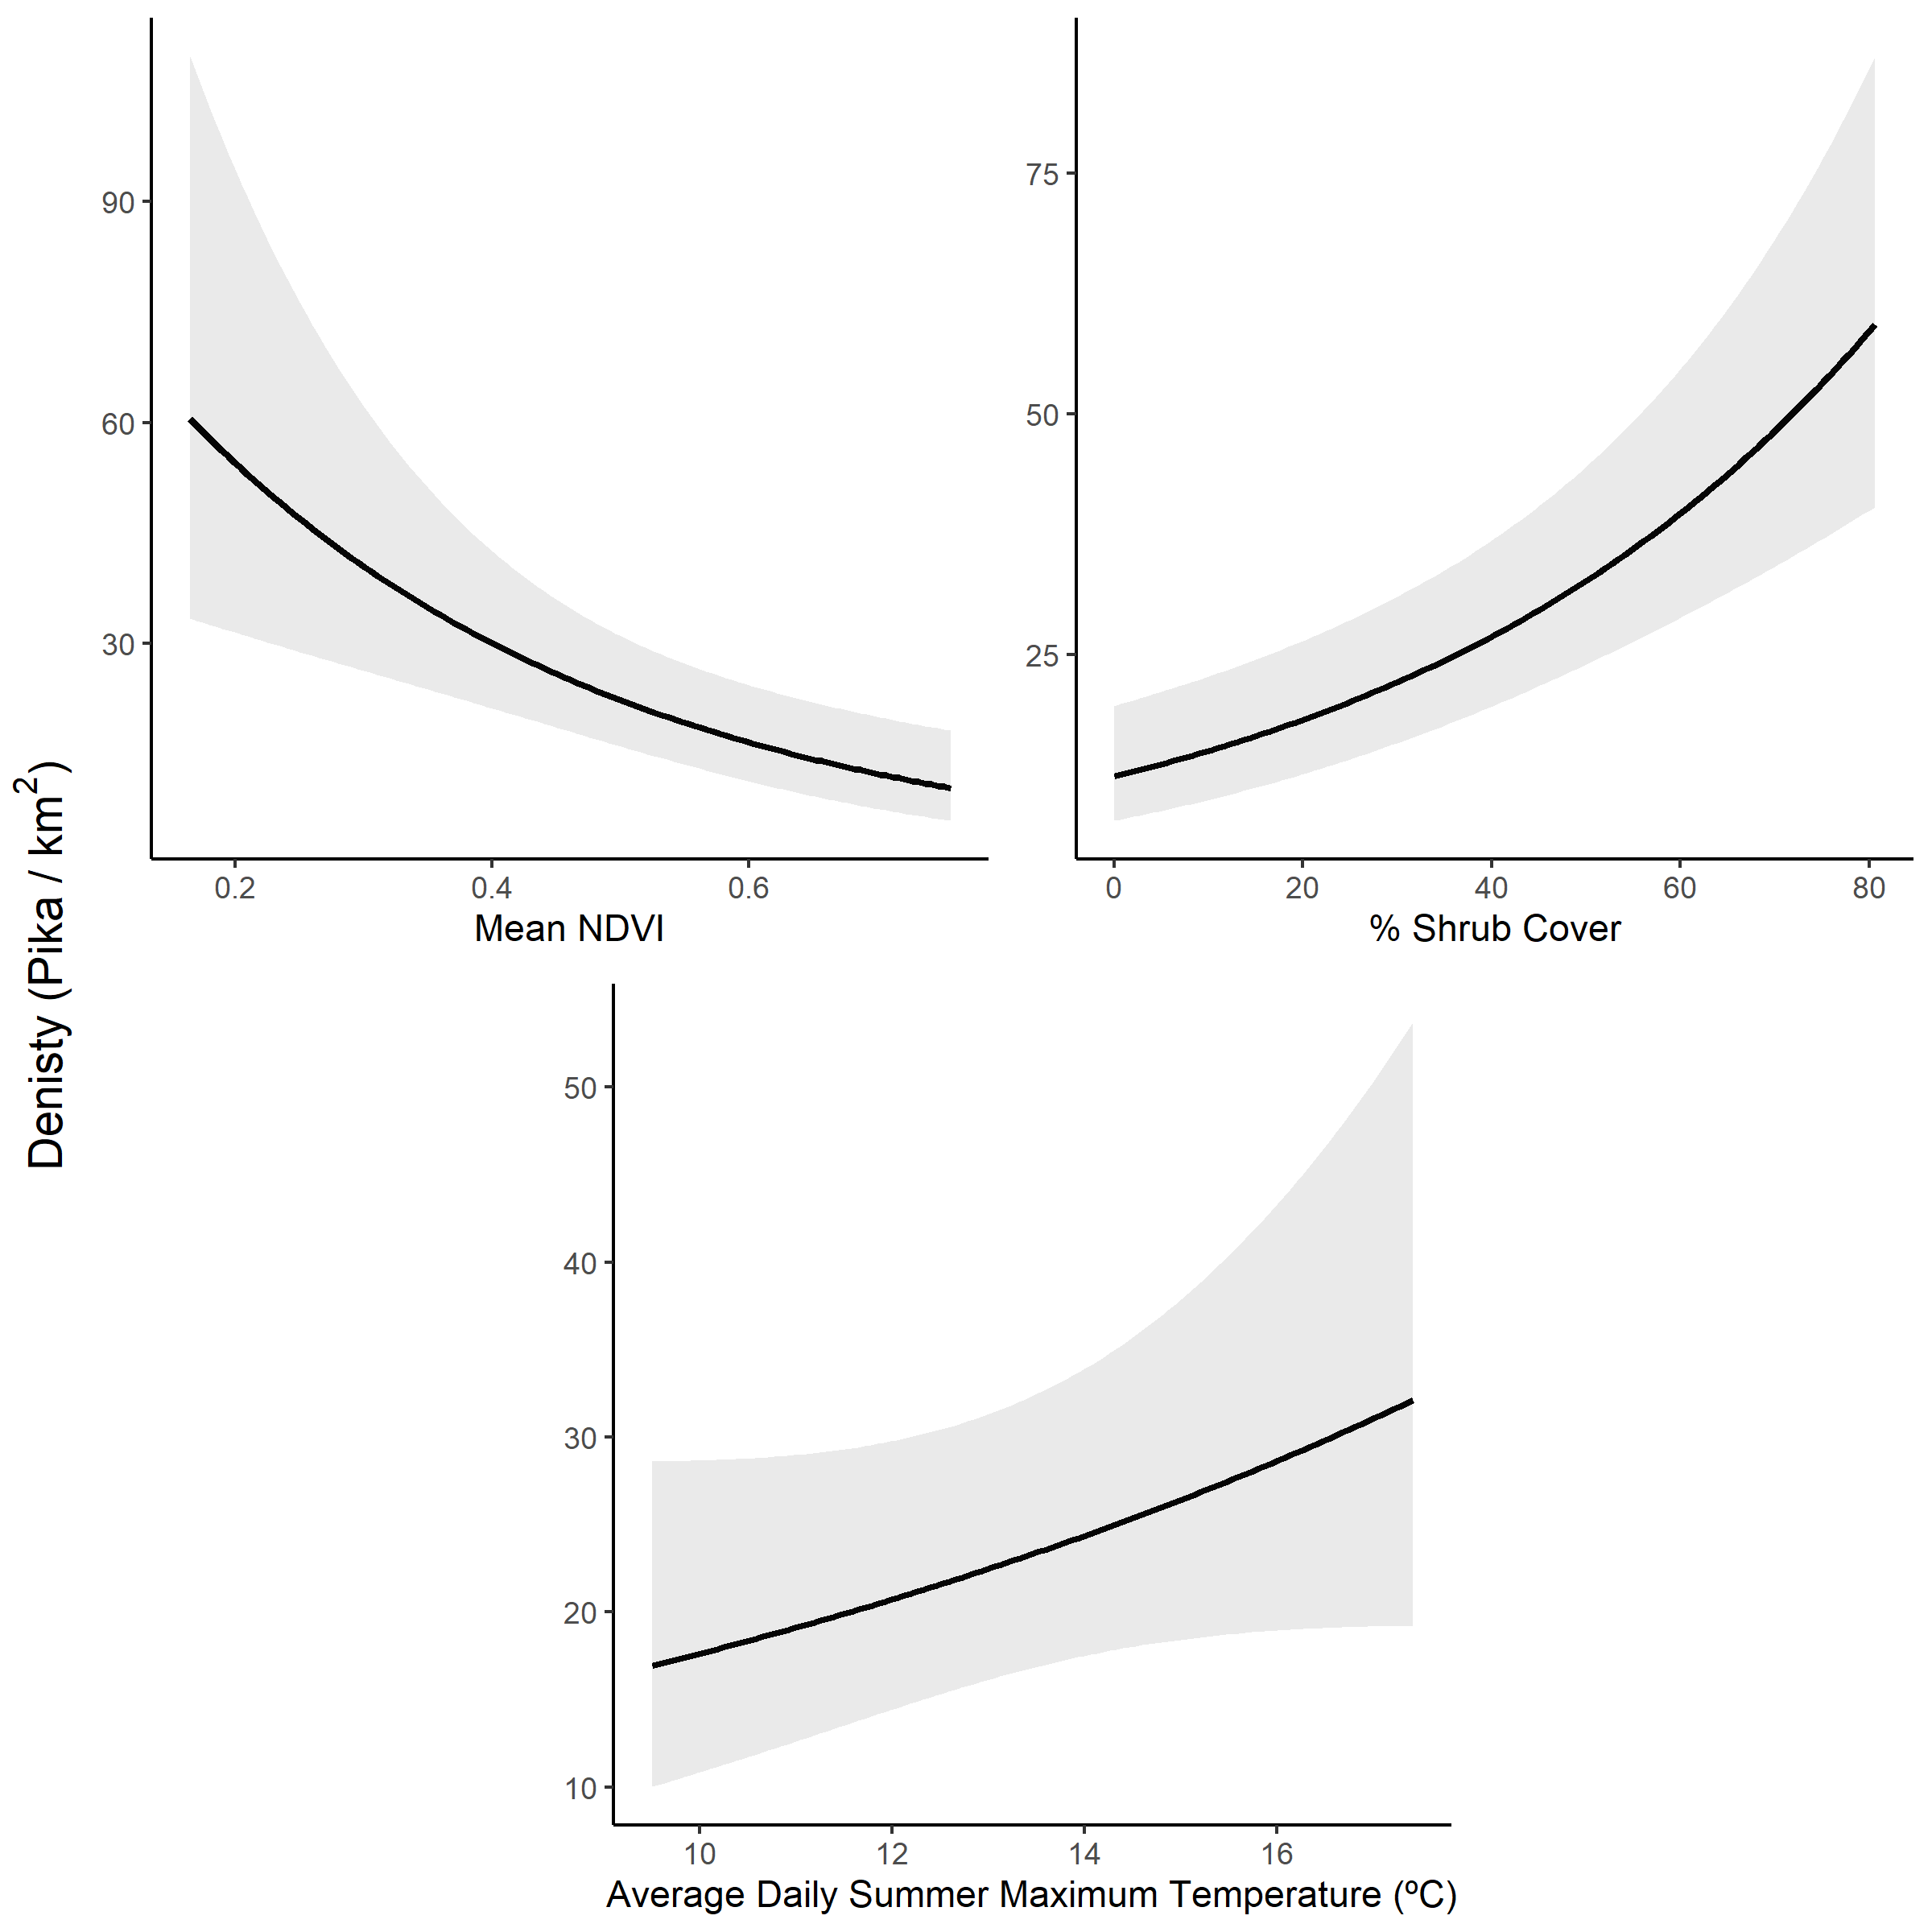 Denisty (Pika / km²)
90
60
30
0.2 0.4 0.6
Mean NDVI
75
50
25
0 20 40 60 80
% Shrub Cover
50
40
30
20
10
10 12 14 16
Average Daily Summer Maximum Temperature (ºC)